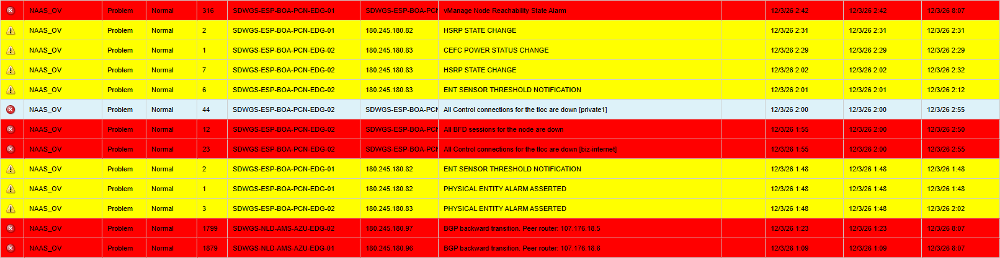 NAAS_OV Problem Normal 316 SDWGS-ESP-BOA-PCN-EDG-01 SDWGS-ESP-BOA-PCN vManage Node Reachability State Alarm 12/3/26 2:42 12/3/26 2:42 12/3/26 8:07
NAAS_OV Problem Normal 2 SDWGS-ESP-BOA-PCN-EDG-01 180.245.180.82 HSRP STATE CHANGE 12/3/26 2:31 12/3/26 2:31 12/3/26 2:31
NAAS_OV Problem Normal 1 SDWGS-ESP-BOA-PCN-EDG-02 180.245.180.83 CEFC POWER STATUS CHANGE 12/3/26 2:29 12/3/26 2:29 12/3/26 2:29
NAAS_OV Problem Normal 7 SDWGS-ESP-BOA-PCN-EDG-02 180.245.180.83 HSRP STATE CHANGE 12/3/26 2:02 12/3/26 2:02 12/3/26 2:32
NAAS_OV Problem Normal 6 SDWGS-ESP-BOA-PCN-EDG-02 180.245.180.83 ENT SENSOR THRESHOLD NOTIFICATION 12/3/26 2:01 12/3/26 2:01 12/3/26 2:12
NAAS_OV Problem Normal 44 SDWGS-ESP-BOA-PCN-EDG-02 SDWGS-ESP-BOA-PCN All Control connections for the tloc are down [private1] 12/3/26 2:00 12/3/26 2:00 12/3/26 2:55
NAAS_OV Problem Normal 12 SDWGS-ESP-BOA-PCN-EDG-02 SDWGS-ESP-BOA-PCN All BFD sessions for the node are down 12/3/26 1:55 12/3/26 2:00 12/3/26 2:50
NAAS_OV Problem Normal 23 SDWGS-ESP-BOA-PCN-EDG-02 SDWGS-ESP-BOA-PCN All Control connections for the tloc are down [biz-internet] 12/3/26 1:55 12/3/26 2:00 12/3/26 2:55
NAAS_OV Problem Normal 2 SDWGS-ESP-BOA-PCN-EDG-01 180.245.180.82 ENT SENSOR THRESHOLD NOTIFICATION 12/3/26 1:48 12/3/26 1:48 12/3/26 1:48
NAAS_OV Problem Normal 1 SDWGS-ESP-BOA-PCN-EDG-01 180.245.180.82 PHYSICAL ENTITY ALARM ASSERTED 12/3/26 1:48 12/3/26 1:48 12/3/26 1:48
NAAS_OV Problem Normal 3 SDWGS-ESP-BOA-PCN-EDG-02 180.245.180.83 PHYSICAL ENTITY ALARM ASSERTED 12/3/26 1:48 12/3/26 1:48 12/3/26 2:02
NAAS_OV Problem Normal 1799 SDWGS-NLD-AMS-AZU-EDG-02 180.245.180.97 BGP backward transition: Peer router: 107.176.18.5 12/3/26 1:23 12/3/26 1:23 12/3/26 8:07
NAAS_OV Problem Normal 1879 SDWGS-NLD-AMS-AZU-EDG-01 180.245.180.96 BGP backward transition: Peer router: 107.176.18.6 12/3/26 1:09 12/3/26 1:09 12/3/26 8:07